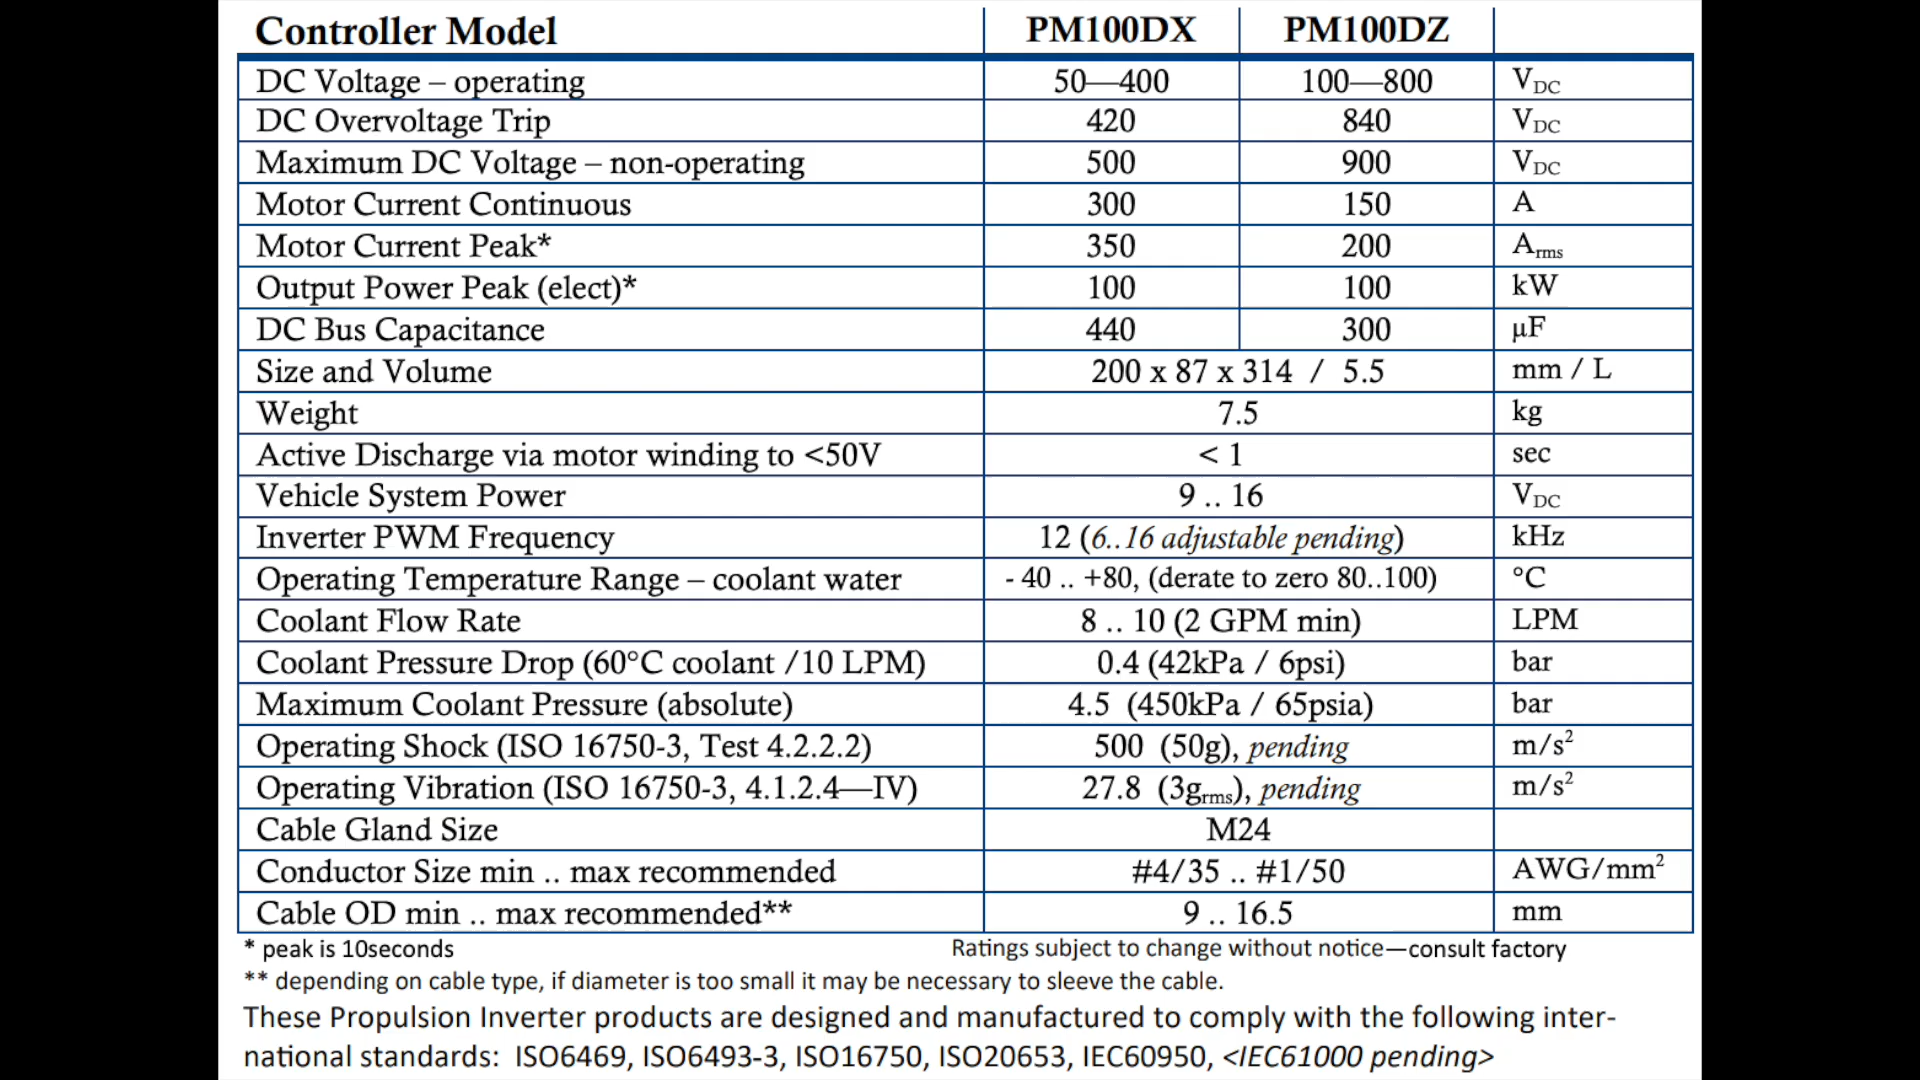 Controller Model PM100DX PM100DZ
DC Voltage – operating 50—400 100—800 VDC
DC Overvoltage Trip 420 840 VDC
Maximum DC Voltage – non-operating 500 900 VDC
Motor Current Continuous 300 150 A
Motor Current Peak* 350 200 Arms
Output Power Peak (elect)* 100 100 kW
DC Bus Capacitance 440 300 µF
Size and Volume 200 x 87 x 314 / 5.5 mm / L
Weight 7.5 kg
Active Discharge via motor winding to <50V < 1 sec
Vehicle System Power 9 .. 16 VDC
Inverter PWM Frequency 12 (6..16 adjustable pending) kHz
Operating Temperature Range – coolant water - 40 .. +80, (derate to zero 80..100) °C
Coolant Flow Rate 8 .. 10 (2 GPM min) LPM
Coolant Pressure Drop (60°C coolant /10 LPM) 0.4 (42kPa / 6psi) bar
Maximum Coolant Pressure (absolute) 4.5 (450kPa / 65psia) bar
Operating Shock (ISO 16750-3, Test 4.2.2.2) 500 (50g), pending m/s²
Operating Vibration (ISO 16750-3, 4.1.2.4—IV) 27.8 (3grms), pending m/s²
Cable Gland Size M24
Conductor Size min .. max recommended #4/35 .. #1/50 AWG/mm²
Cable OD min .. max recommended** 9 .. 16.5 mm
* peak is 10seconds Ratings subject to change without notice—consult factory
** depending on cable type, if diameter is too small it may be necessary to sleeve the cable.
These Propulsion Inverter products are designed and manufactured to comply with the following inter-
national standards: ISO6469, ISO6493-3, ISO16750, ISO20653, IEC60950, <IEC61000 pending>